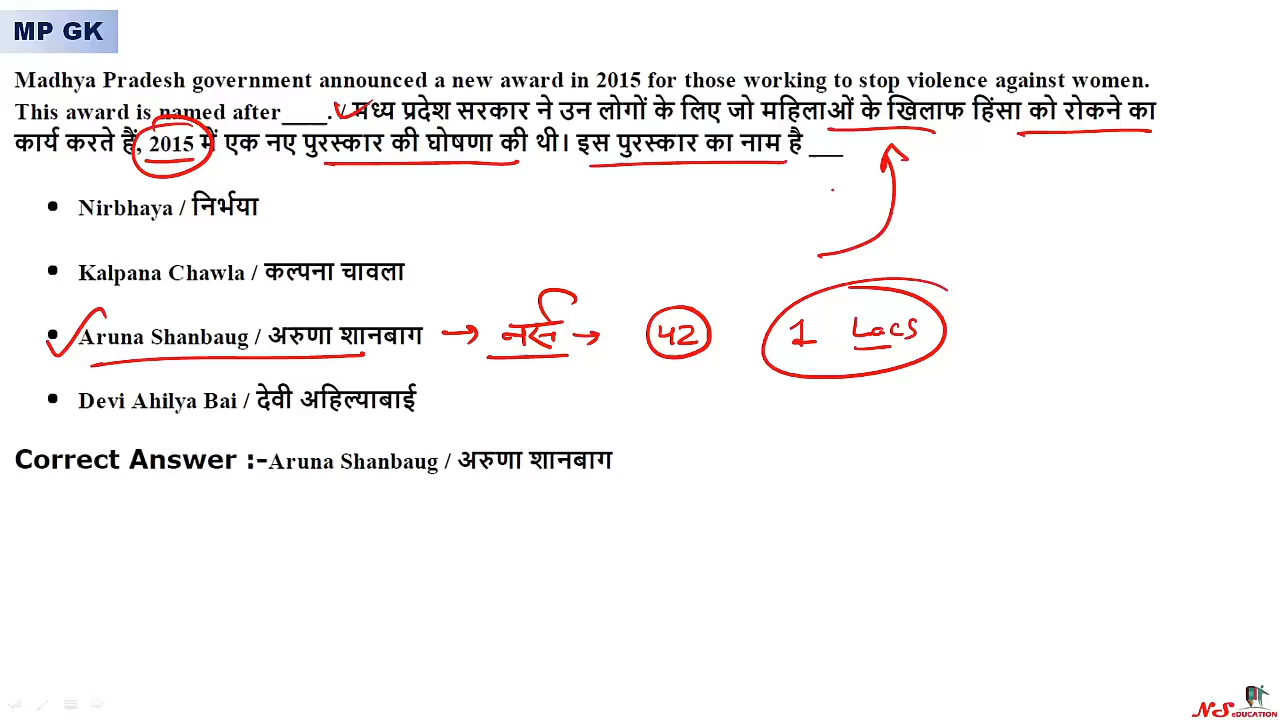 MP GK
Madhya Pradesh government announced a new award in 2015 for those working to stop violence against women.
This award is named after____. / मध्य प्रदेश सरकार ने उन लोगों के लिए जो महिलाओं के खिलाफ हिंसा को रोकने का
कार्य करते हैं, 2015 में एक नए पुरस्कार की घोषणा की थी। इस पुरस्कार का नाम है ___
• Nirbhaya / निर्भया
• Kalpana Chawla / कल्पना चावला
• Aruna Shanbaug / अरुणा शानबाग → नर्स → 42 1 Lacs
• Devi Ahilya Bai / देवी अहिल्याबाई
Correct Answer :-Aruna Shanbaug / अरुणा शानबाग
NS eDUCATION